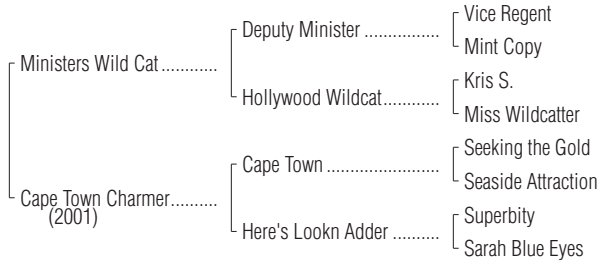 Vice Regent
Deputy Minister ................
Mint Copy
Ministers Wild Cat............
Kris S.
Hollywood Wildcat............
Miss Wildcatter
Seeking the Gold
Cape Town ........................
Seaside Attraction
Cape Town Charmer..........
(2001)
Superbity
Here's Lookn Adder ..........
Sarah Blue Eyes